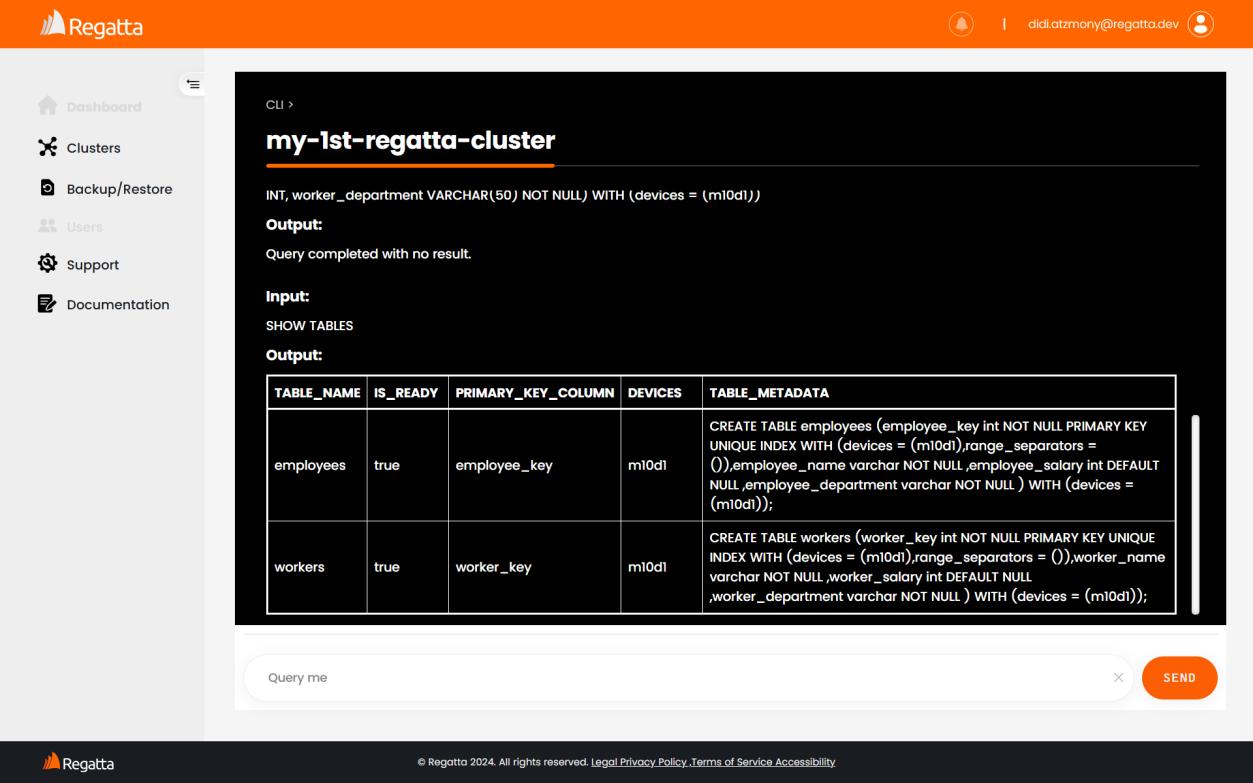 Regatta
|
didi.atzmony@regatta.dev
Dashboard
Clusters
Backup/Restore
Users
Support
Documentation
CLI >
my-1st-regatta-cluster
INT, worker_department VARCHAR(50) NOT NULL) WITH (devices = (m10d1))
Output:
Query completed with no result.
Input:
SHOW TABLES
Output:
TABLE_NAME IS_READY PRIMARY_KEY_COLUMN DEVICES TABLE_METADATA
employees true employee_key m10d1
CREATE TABLE employees (employee_key int NOT NULL PRIMARY KEY
UNIQUE INDEX WITH (devices = (m10d1),range_separators =
()),employee_name varchar NOT NULL ,employee_salary int DEFAULT
NULL ,employee_department varchar NOT NULL ) WITH (devices =
(m10d1));
workers true worker_key m10d1
CREATE TABLE workers (worker_key int NOT NULL PRIMARY KEY UNIQUE
INDEX WITH (devices = (m10d1),range_separators = ()),worker_name
varchar NOT NULL ,worker_salary int DEFAULT NULL
,worker_department varchar NOT NULL ) WITH (devices = (m10d1));
Query me
SEND
Regatta
© Regatta 2024. All rights reserved. Legal Privacy Policy ,Terms of Service Accessibility